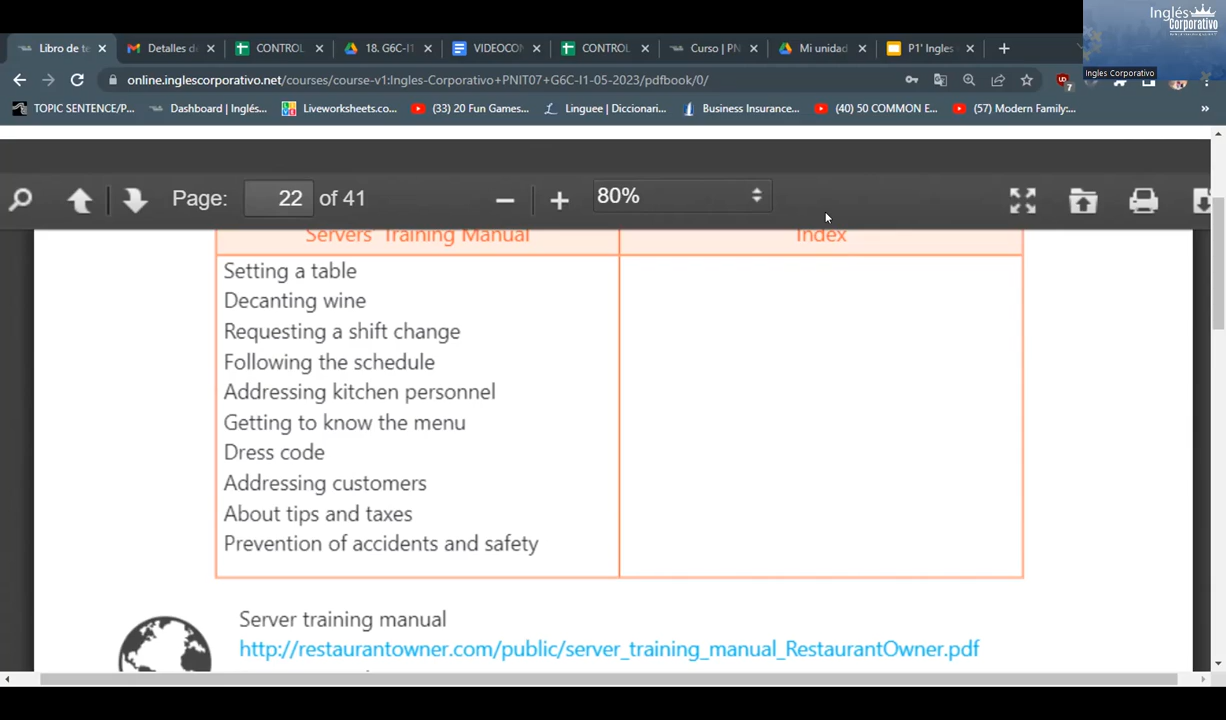 Inglés
Ingles Corporativo
Libro de te
Detalles de
CONTROL
18. G6C-I1
VIDEOCON
CONTROL
Curso | PN
Mi unidad
P1' Ingles
online.inglescorporativo.net/courses/course-v1:Ingles-Corporativo+PNIT07+G6C-I1-05-2023/pdfbook/0/
TOPIC SENTENCE/P...
Dashboard | Inglés...
Liveworksheets.co...
(33) 20 Fun Games...
Linguee | Diccionari...
Business Insurance...
(40) 50 COMMON E...
(57) Modern Family:...
Page: 22 of 41
80%
Servers' Training Manual
Index
Setting a table
Decanting wine
Requesting a shift change
Following the schedule
Addressing kitchen personnel
Getting to know the menu
Dress code
Addressing customers
About tips and taxes
Prevention of accidents and safety
Server training manual
http://restaurantowner.com/public/server_training_manual_RestaurantOwner.pdf